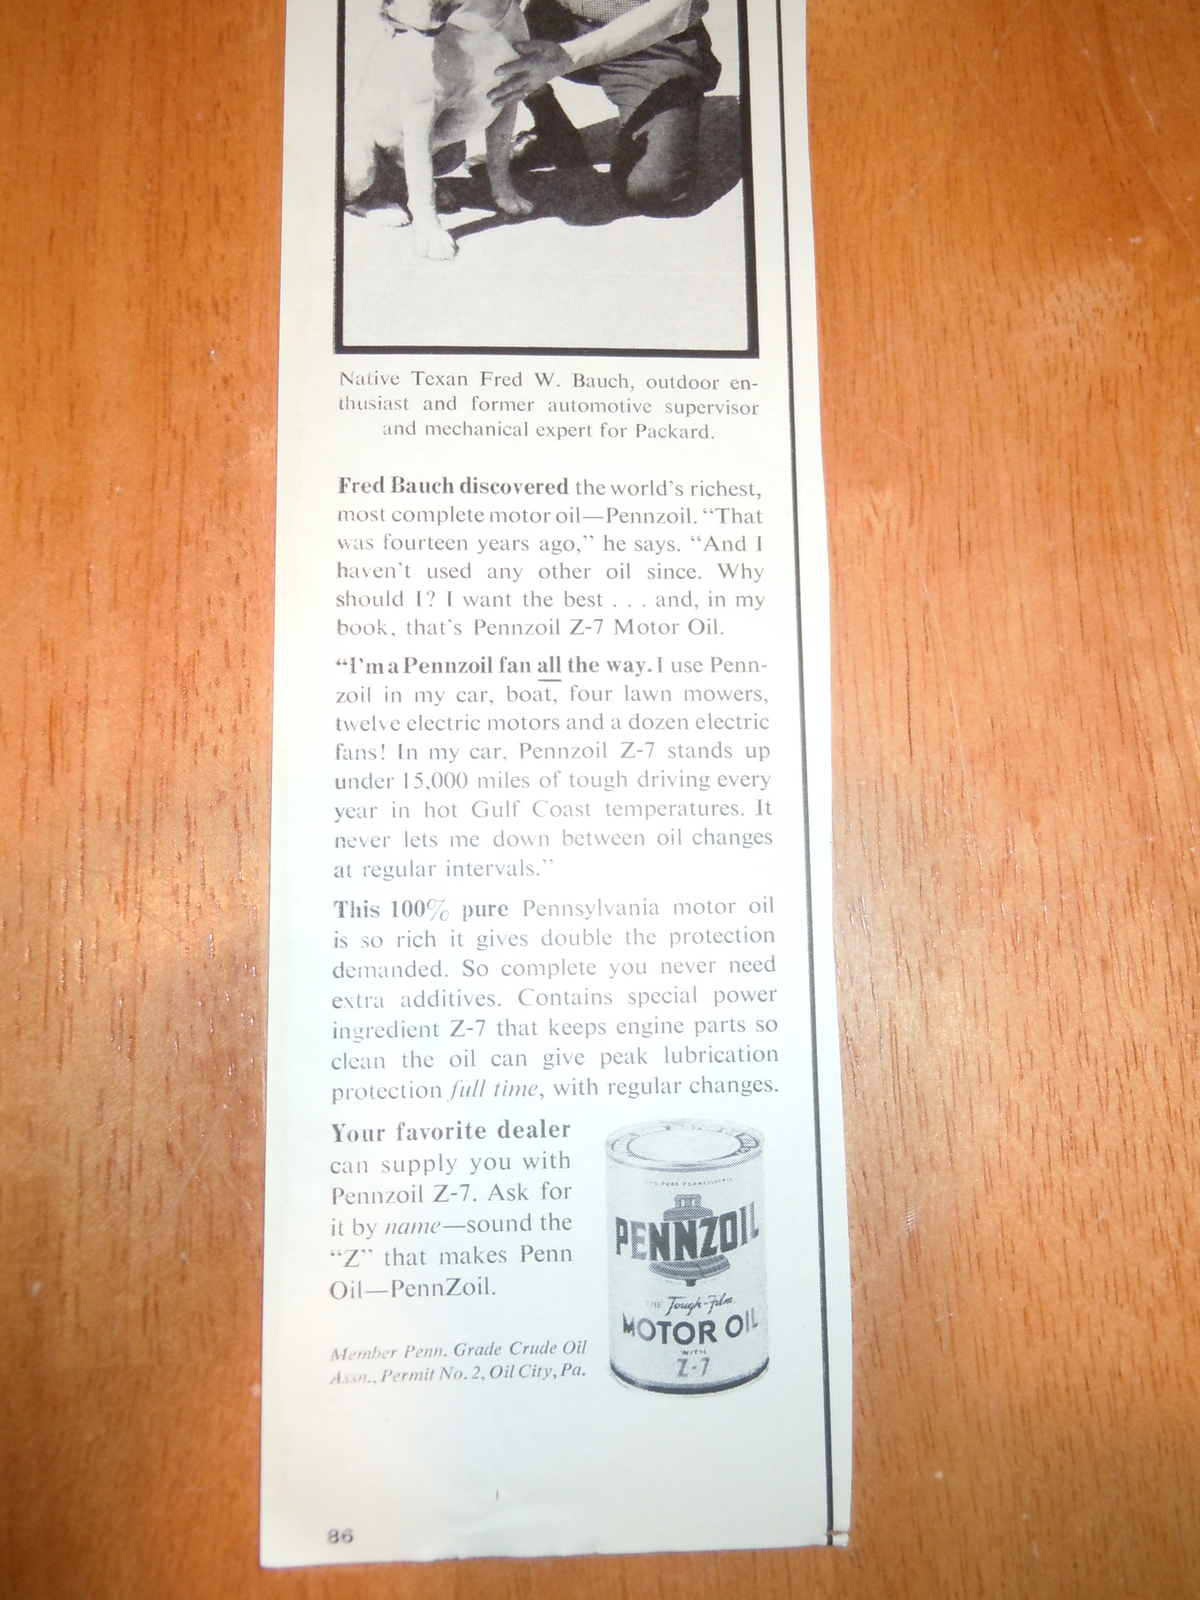 Native Texan Fred W. Bauch, outdoor en-
thusiast and former automotive supervisor
and mechanical expert for Packard.
Fred Bauch discovered the world's richest,
most complete motor oil—Pennzoil. “That
was fourteen years ago,” he says. “And I
haven't used any other oil since. Why
should I? I want the best . . . and, in my
book, that's Pennzoil Z-7 Motor Oil.
“I'm a Pennzoil fan all the way. I use Penn-
zoil in my car, boat, four lawn mowers,
twelve electric motors and a dozen electric
fans! In my car, Pennzoil Z-7 stands up
under 15,000 miles of tough driving every
year in hot Gulf Coast temperatures. It
never lets me down between oil changes
at regular intervals.”
This 100% pure Pennsylvania motor oil
is so rich it gives double the protection
demanded. So complete you never need
extra additives. Contains special power
ingredient Z-7 that keeps engine parts so
clean the oil can give peak lubrication
protection full time, with regular changes.
Your favorite dealer
can supply you with
Pennzoil Z-7. Ask for
it by name—sound the
“Z” that makes Penn
Oil—PennZoil.
Member Penn. Grade Crude Oil
Assn., Permit No. 2, Oil City, Pa.
PURE PENNSYLVANIA
PENNZOIL
THE Tough-Film
MOTOR OIL
WITH
Z-7
86